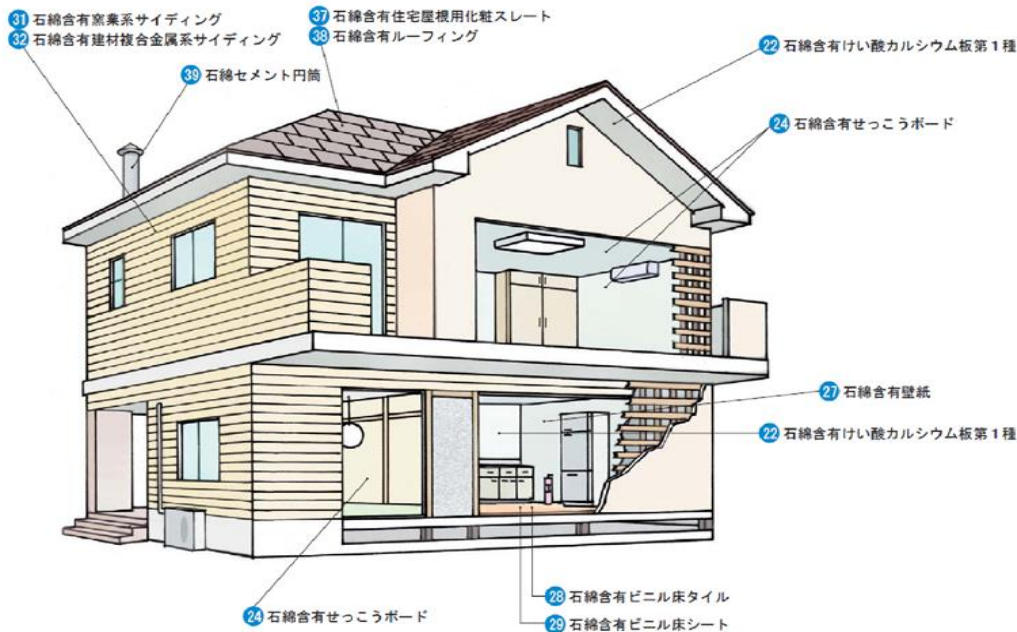 31 石綿含有窯業系サイディング
32 石綿含有建材複合金属系サイディング
37 石綿含有住宅屋根用化粧スレート
38 石綿含有ルーフィング
39 石綿セメント円筒
22 石綿含有けい酸カルシウム板第1種
24 石綿含有せっこうボード
27 石綿含有壁紙
22 石綿含有けい酸カルシウム板第1種
28 石綿含有ビニル床タイル
29 石綿含有ビニル床シート
24 石綿含有せっこうボード